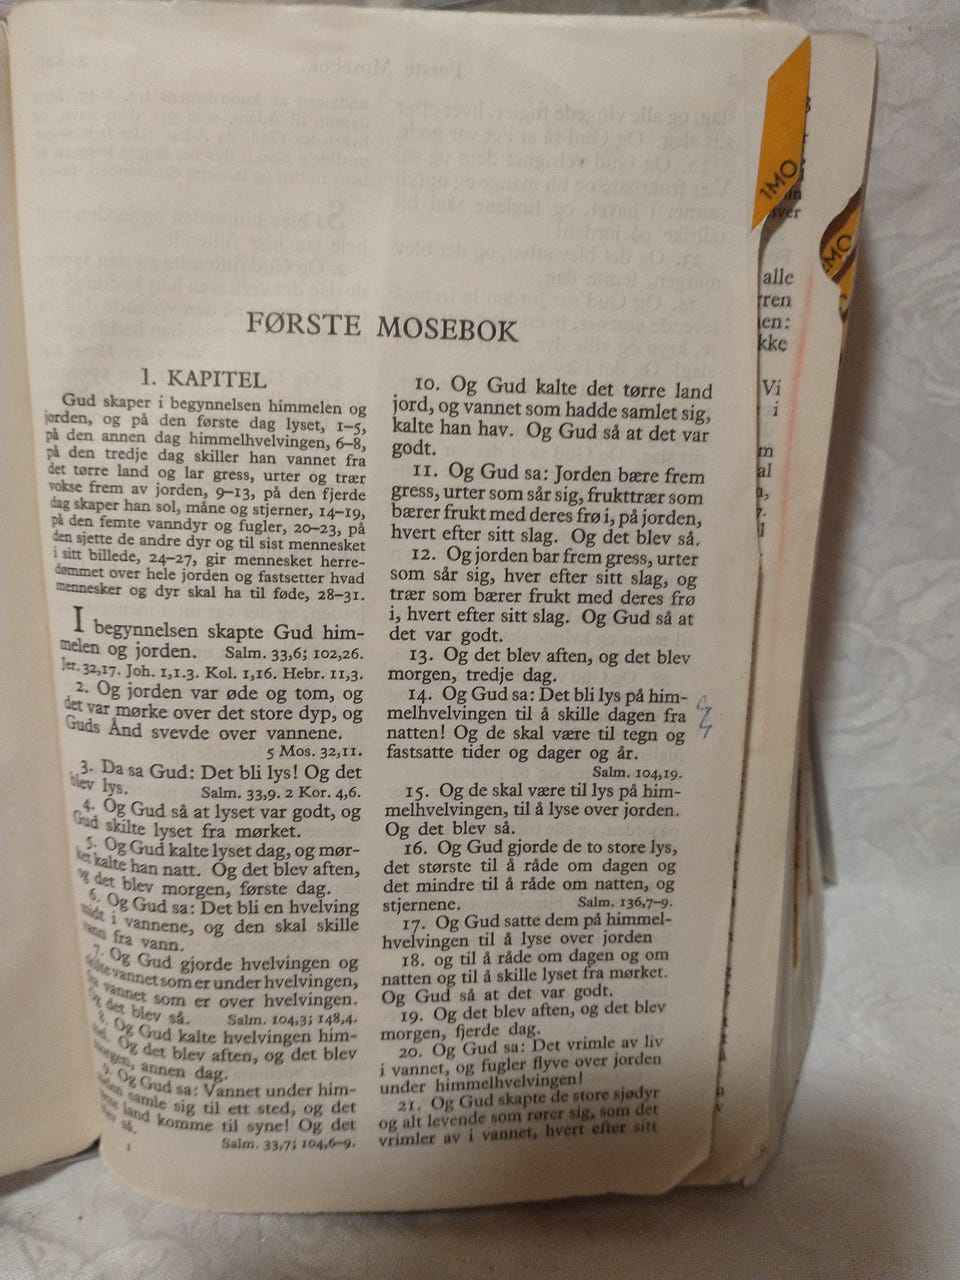 FØRSTE MOSEBOK
1. KAPITEL
Gud skaper i begynnelsen himmelen og
jorden, og på den første dag lyset, 1–5,
på den annen dag himmelhvelvingen, 6–8,
på den tredje dag skiller han vannet fra
det tørre land og lar gress, urter og trær
vokse frem av jorden, 9–13, på den fjerde
dag skaper han sol, måne og stjerner, 14–19,
på den femte vanndyr og fugler, 20–23, på
den sjette de andre dyr og til sist mennesket
i sitt billede, 24–27, gir mennesket herre-
dømmet over hele jorden og fastsetter hvad
mennesker og dyr skal ha til føde, 28–31.
I begynnelsen skapte Gud him-
melen og jorden. Salm. 33,6; 102,26.
Jer. 32,17. Joh. 1,1.3. Kol. 1,16. Hebr. 11,3.
2. Og jorden var øde og tom, og
det var mørke over det store dyp, og
Guds Ånd svevde over vannene.
5 Mos. 32,11.
3. Da sa Gud: Det bli lys! Og det
blev lys. Salm. 33,9. 2 Kor. 4,6.
4. Og Gud så at lyset var godt, og
Gud skilte lyset fra mørket.
5. Og Gud kalte lyset dag, og mør-
ket kalte han natt. Og det blev aften,
og det blev morgen, første dag.
6. Og Gud sa: Det bli en hvelving
midt i vannene, og den skal skille
vann fra vann.
7. Og Gud gjorde hvelvingen og
skilte vannet som er under hvelvingen,
fra vannet som er over hvelvingen.
Og det blev så. Salm. 104,3; 148,4.
8. Og Gud kalte hvelvingen him-
mel. Og det blev aften, og det blev
morgen, annen dag.
9. Og Gud sa: Vannet under him-
melen samle sig til ett sted, og det
tørre land komme til syne! Og det
blev så. Salm. 33,7; 104,6–9.
1
10. Og Gud kalte det tørre land
jord, og vannet som hadde samlet sig,
kalte han hav. Og Gud så at det var
godt.
11. Og Gud sa: Jorden bære frem
gress, urter som sår sig, frukttrær som
bærer frukt med deres frø i, på jorden,
hvert efter sitt slag. Og det blev så.
12. Og jorden bar frem gress, urter
som sår sig, hver efter sitt slag, og
trær som bærer frukt med deres frø
i, hvert efter sitt slag. Og Gud så at
det var godt.
13. Og det blev aften, og det blev
morgen, tredje dag.
14. Og Gud sa: Det bli lys på him-
melhvelvingen til å skille dagen fra
natten! Og de skal være til tegn og
fastsatte tider og dager og år.
Salm. 104,19.
15. Og de skal være til lys på him-
melhvelvingen, til å lyse over jorden.
Og det blev så.
16. Og Gud gjorde de to store lys,
det største til å råde om dagen og
det mindre til å råde om natten, og
stjernene. Salm. 136,7–9.
17. Og Gud satte dem på himmel-
hvelvingen til å lyse over jorden
18. og til å råde om dagen og om
natten og til å skille lyset fra mørket.
Og Gud så at det var godt.
19. Og det blev aften, og det blev
morgen, fjerde dag.
20. Og Gud sa: Det vrimle av liv
i vannet, og fugler flyve over jorden
under himmelhvelvingen!
21. Og Gud skapte de store sjødyr
og alt levende som rører sig, som det
vrimler av i vannet, hvert efter sitt
1MO
MO
alle
rren
en:
kke
Vi
i